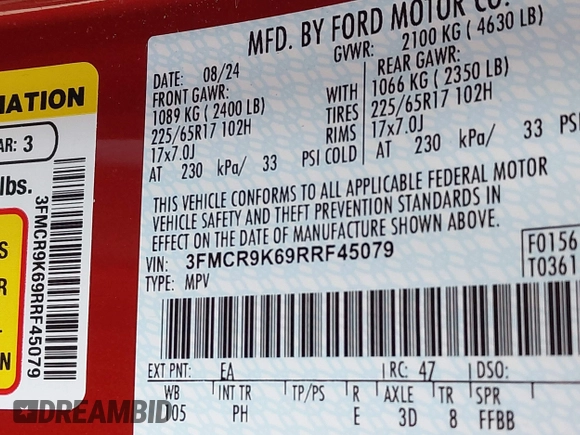 MATION
AR: 3
lbs.
3FMCR9K69RRF45079
S
R
N
MFD. BY FORD MOTOR CO.
DATE: 08/24
GVWR: 2100 KG ( 4630 LB)
FRONT GAWR:
1089 KG ( 2400 LB)
225/65R17 102H
17x7.0J
AT 230 kPa/ 33 PSI COLD
WITH
TIRES
RIMS
REAR GAWR:
1066 KG ( 2350 LB)
225/65R17 102H
17x7.0J
AT 230 kPa/ 33 PSI
THIS VEHICLE CONFORMS TO ALL APPLICABLE FEDERAL MOTOR
VEHICLE SAFETY AND THEFT PREVENTION STANDARDS IN
EFFECT ON THE DATE OF MANUFACTURE SHOWN ABOVE.
VIN: 3FMCR9K69RRF45079
TYPE: MPV
F0156
T0361
EXT PNT: EA RC: 47 DSO:
WB INT TR TP/PS R AXLE TR SPR
05 PH E 3D 8 FFBB
DREAMBID